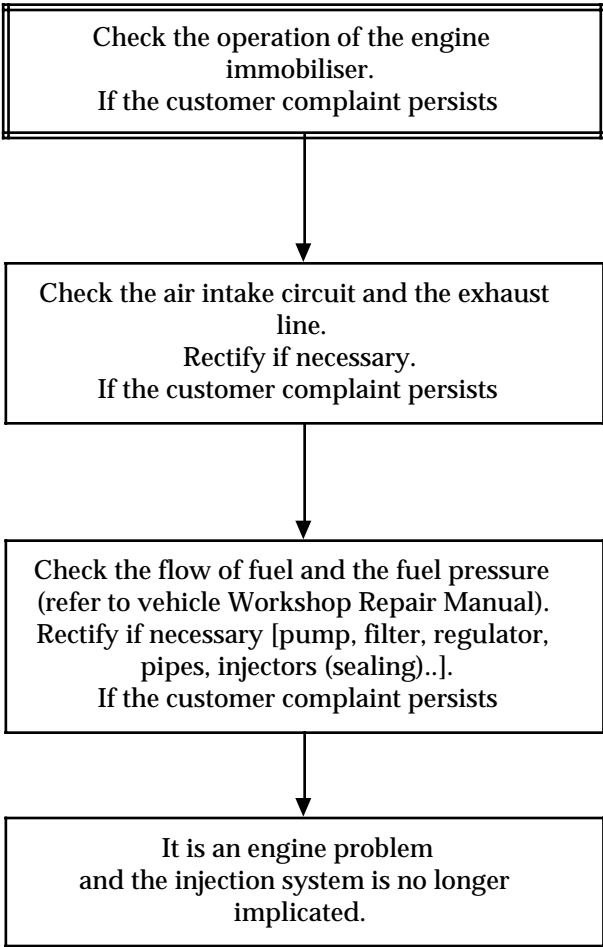 Check the operation of the engine
immobiliser.
If the customer complaint persists
Check the air intake circuit and the exhaust
line.
Rectify if necessary.
If the customer complaint persists
Check the flow of fuel and the fuel pressure
(refer to vehicle Workshop Repair Manual).
Rectify if necessary [pump, filter, regulator,
pipes, injectors (sealing)..].
If the customer complaint persists
It is an engine problem
and the injection system is no longer
implicated.